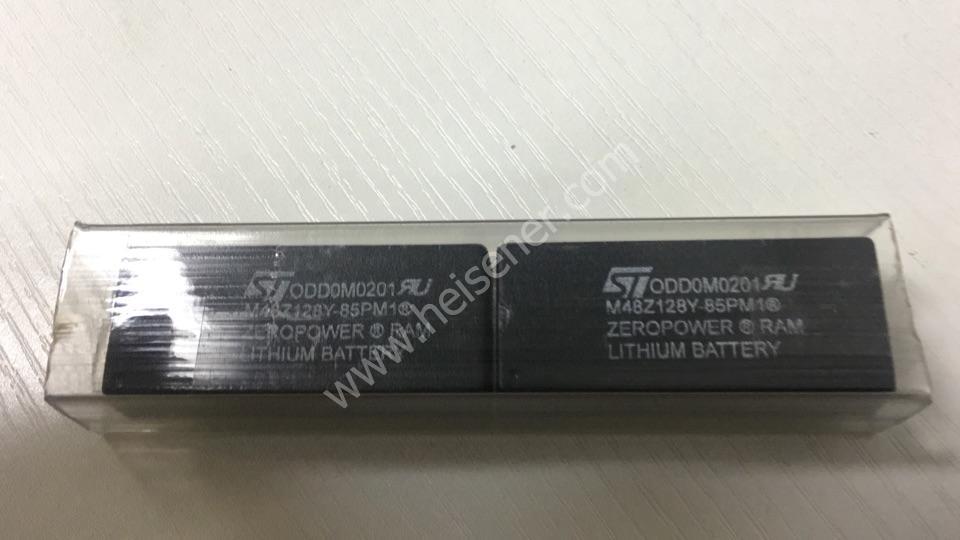 ST ODD0M0201
M48Z128Y-85PM1®
ZEROPOWER ® RAM
LITHIUM BATTERY
ST ODD0M0201
M48Z128Y-85PM1®
ZEROPOWER ® RAM
LITHIUM BATTERY
www.heisener.com